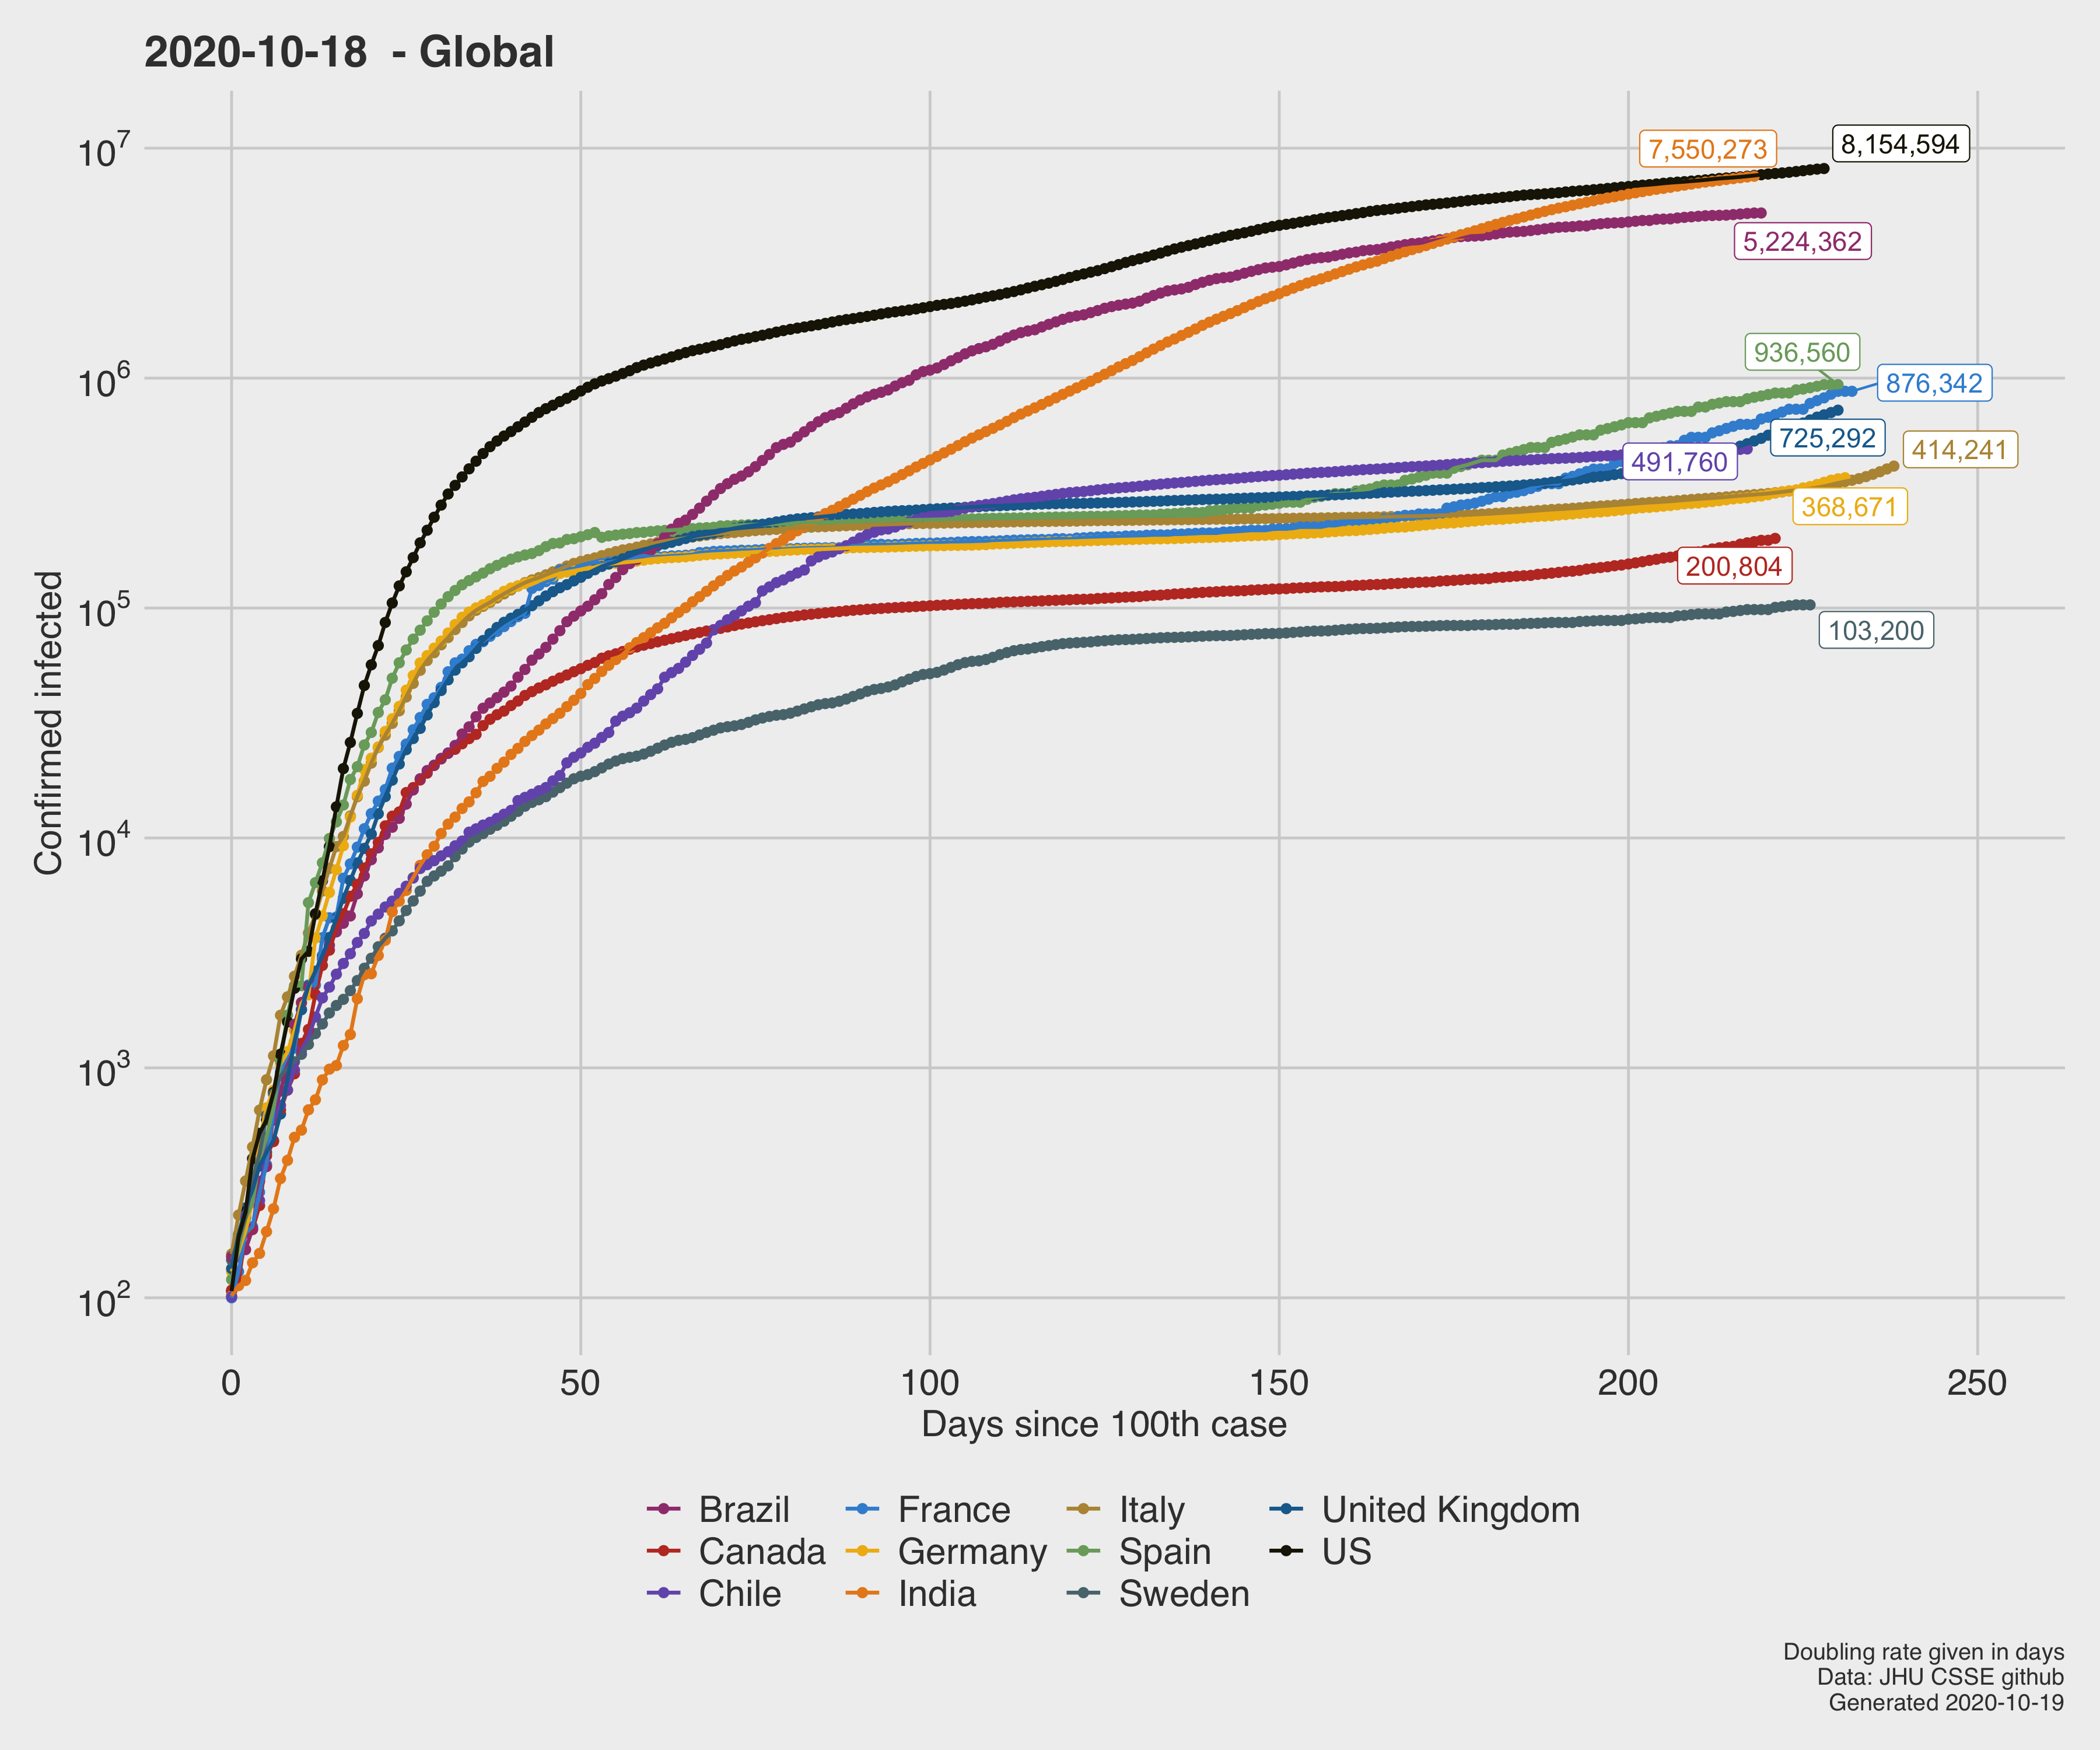 2020-10-18 - Global
Confirmed infected
10^7
10^6
10^5
10^4
10^3
10^2
7,550,273
8,154,594
5,224,362
936,560
876,342
725,292
414,241
491,760
368,671
200,804
103,200
0 50 100 150 200 250
Days since 100th case
Brazil France Italy United Kingdom
Canada Germany Spain US
Chile India Sweden
Doubling rate given in days
Data: JHU CSSE github
Generated 2020-10-19